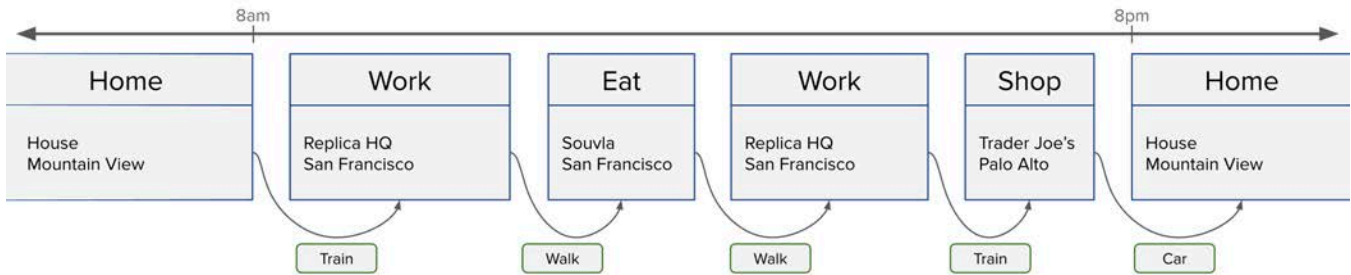 8am
8pm
Home
Work
Eat
Work
Shop
Home
House
Mountain View
Replica HQ
San Francisco
Souvla
San Francisco
Replica HQ
San Francisco
Trader Joe's
Palo Alto
House
Mountain View
Train
Walk
Walk
Train
Car